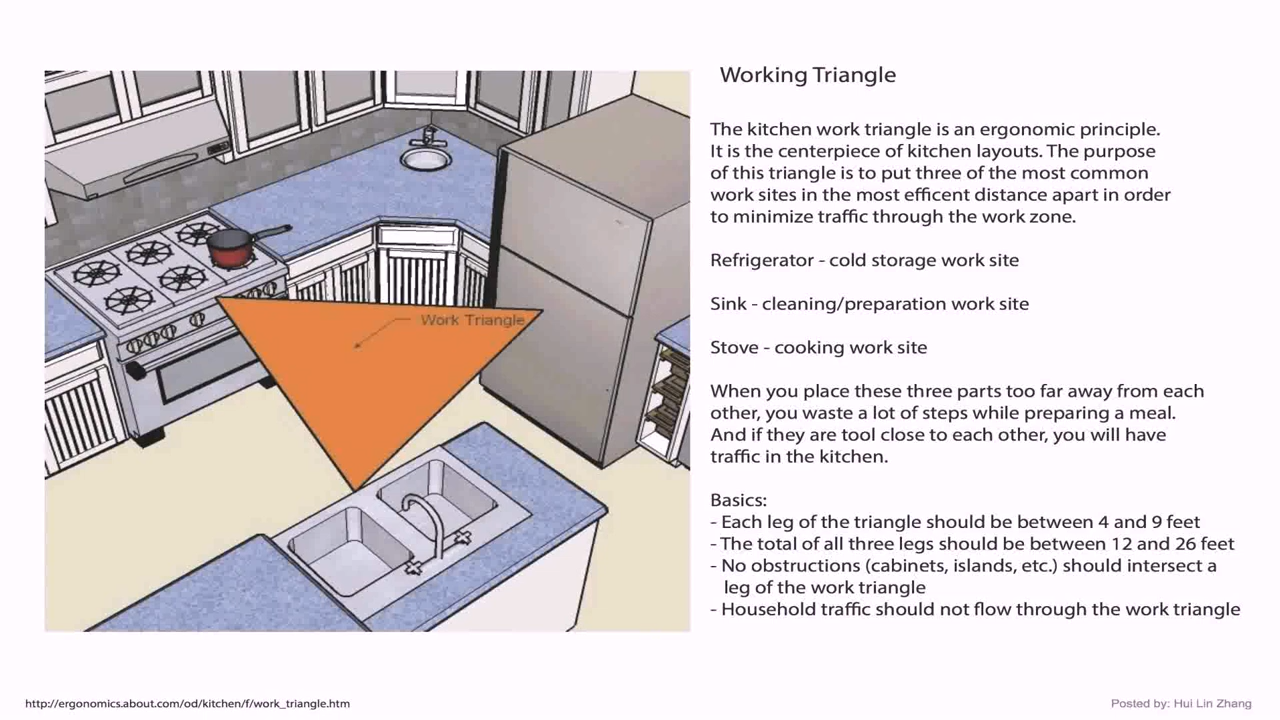 Working Triangle
The kitchen work triangle is an ergonomic principle.
It is the centerpiece of kitchen layouts. The purpose
of this triangle is to put three of the most common
work sites in the most efficent distance apart in order
to minimize traffic through the work zone.
Refrigerator - cold storage work site
Sink - cleaning/preparation work site
Stove - cooking work site
When you place these three parts too far away from each
other, you waste a lot of steps while preparing a meal.
And if they are tool close to each other, you will have
traffic in the kitchen.
Basics:
- Each leg of the triangle should be between 4 and 9 feet
- The total of all three legs should be between 12 and 26 feet
- No obstructions (cabinets, islands, etc.) should intersect a
leg of the work triangle
- Household traffic should not flow through the work triangle
Work Triangle
http://ergonomics.about.com/od/kitchen/f/work_triangle.htm
Posted by: Hui Lin Zhang